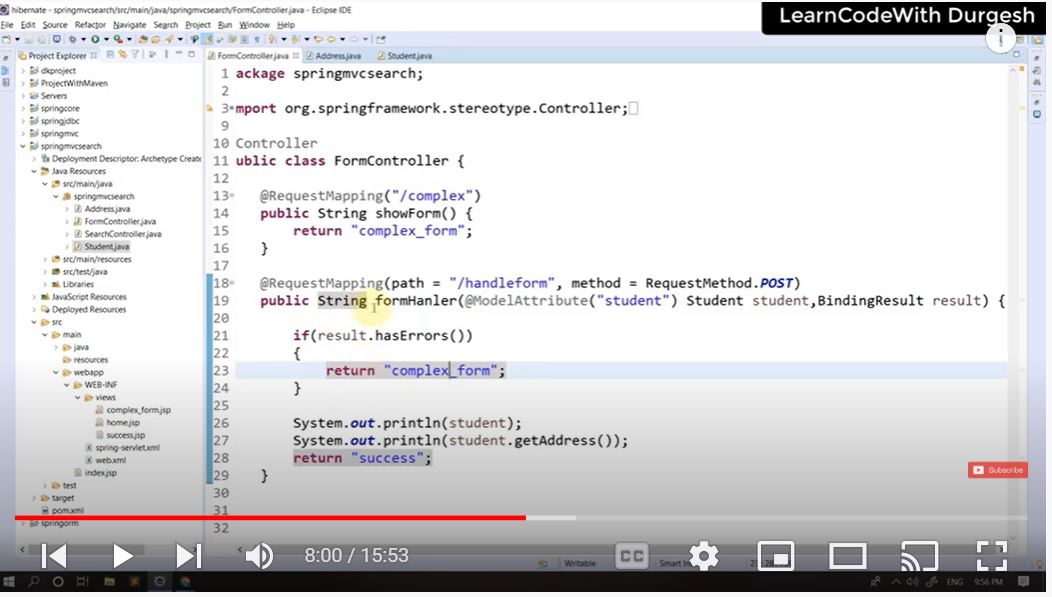 hibernate - springmvcsearch/src/main/java/springmvcsearch/FormController.java - Eclipse IDE
LearnCodeWith Durgesh
File Edit Source Refactor Navigate Search Project Run Window Help
Project Explorer
FormController.java Address.java Student.java
dkproject
ProjectWithMaven
Servers
springcore
springjdbc
springmvc
springmvcsearch
Deployment Descriptor: Archetype Create
Java Resources
src/main/java
springmvcsearch
Address.java
FormController.java
SearchController.java
Student.java
src/main/resources
src/test/java
Libraries
JavaScript Resources
Deployed Resources
src
main
java
resources
webapp
WEB-INF
views
complex_form.jsp
home.jsp
success.jsp
spring-servlet.xml
web.xml
index.jsp
test
target
pom.xml
springorm
1 ackage springmvcsearch;
2
3 mport org.springframework.stereotype.Controller;
9
10 Controller
11 ublic class FormController {
12
13 @RequestMapping("/complex")
14 public String showForm() {
15 return "complex_form";
16 }
17
18 @RequestMapping(path = "/handleform", method = RequestMethod.POST)
19 public String formHanler(@ModelAttribute("student") Student student,BindingResult result) {
20
21 if(result.hasErrors())
22 {
23 return "complex_form";
24 }
25
26 System.out.println(student);
27 System.out.println(student.getAddress());
28 return "success";
29 }
30
31
32
Subscribe
8:00 / 15:53
CC
Writable
Smart In
ENG 9:56 PM